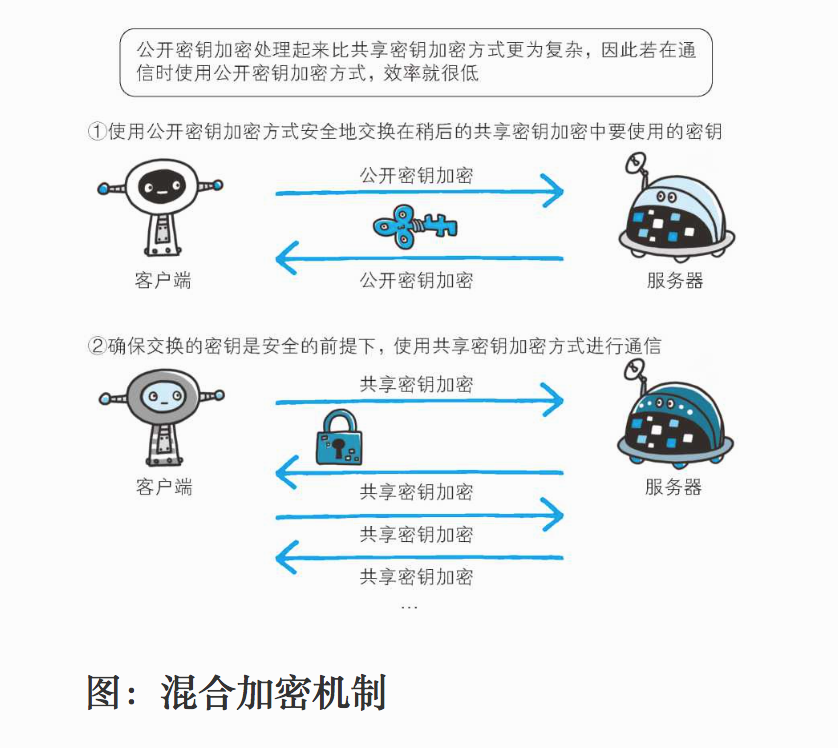 公开密钥加密处理起来比共享密钥加密方式更为复杂，因此若在通
信时使用公开密钥加密方式，效率就很低
①使用公开密钥加密方式安全地交换在稍后的共享密钥加密中要使用的密钥
公开密钥加密
公开密钥加密
客户端
服务器
②确保交换的密钥是安全的前提下，使用共享密钥加密方式进行通信
共享密钥加密
客户端
服务器
共享密钥加密
共享密钥加密
共享密钥加密
…
图：混合加密机制